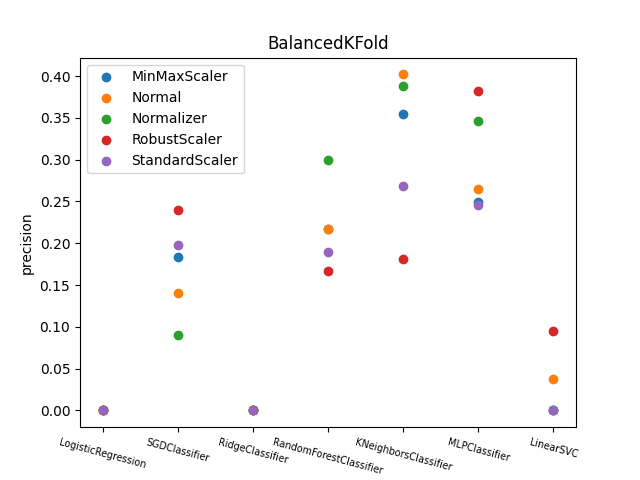 BalancedKFold
precision
0.40
0.35
0.30
0.25
0.20
0.15
0.10
0.05
0.00
MinMaxScaler
Normal
Normalizer
RobustScaler
StandardScaler
LogisticRegression
SGDClassifier
RidgeClassifier
RandomForestClassifier
KNeighborsClassifier
MLPClassifier
LinearSVC